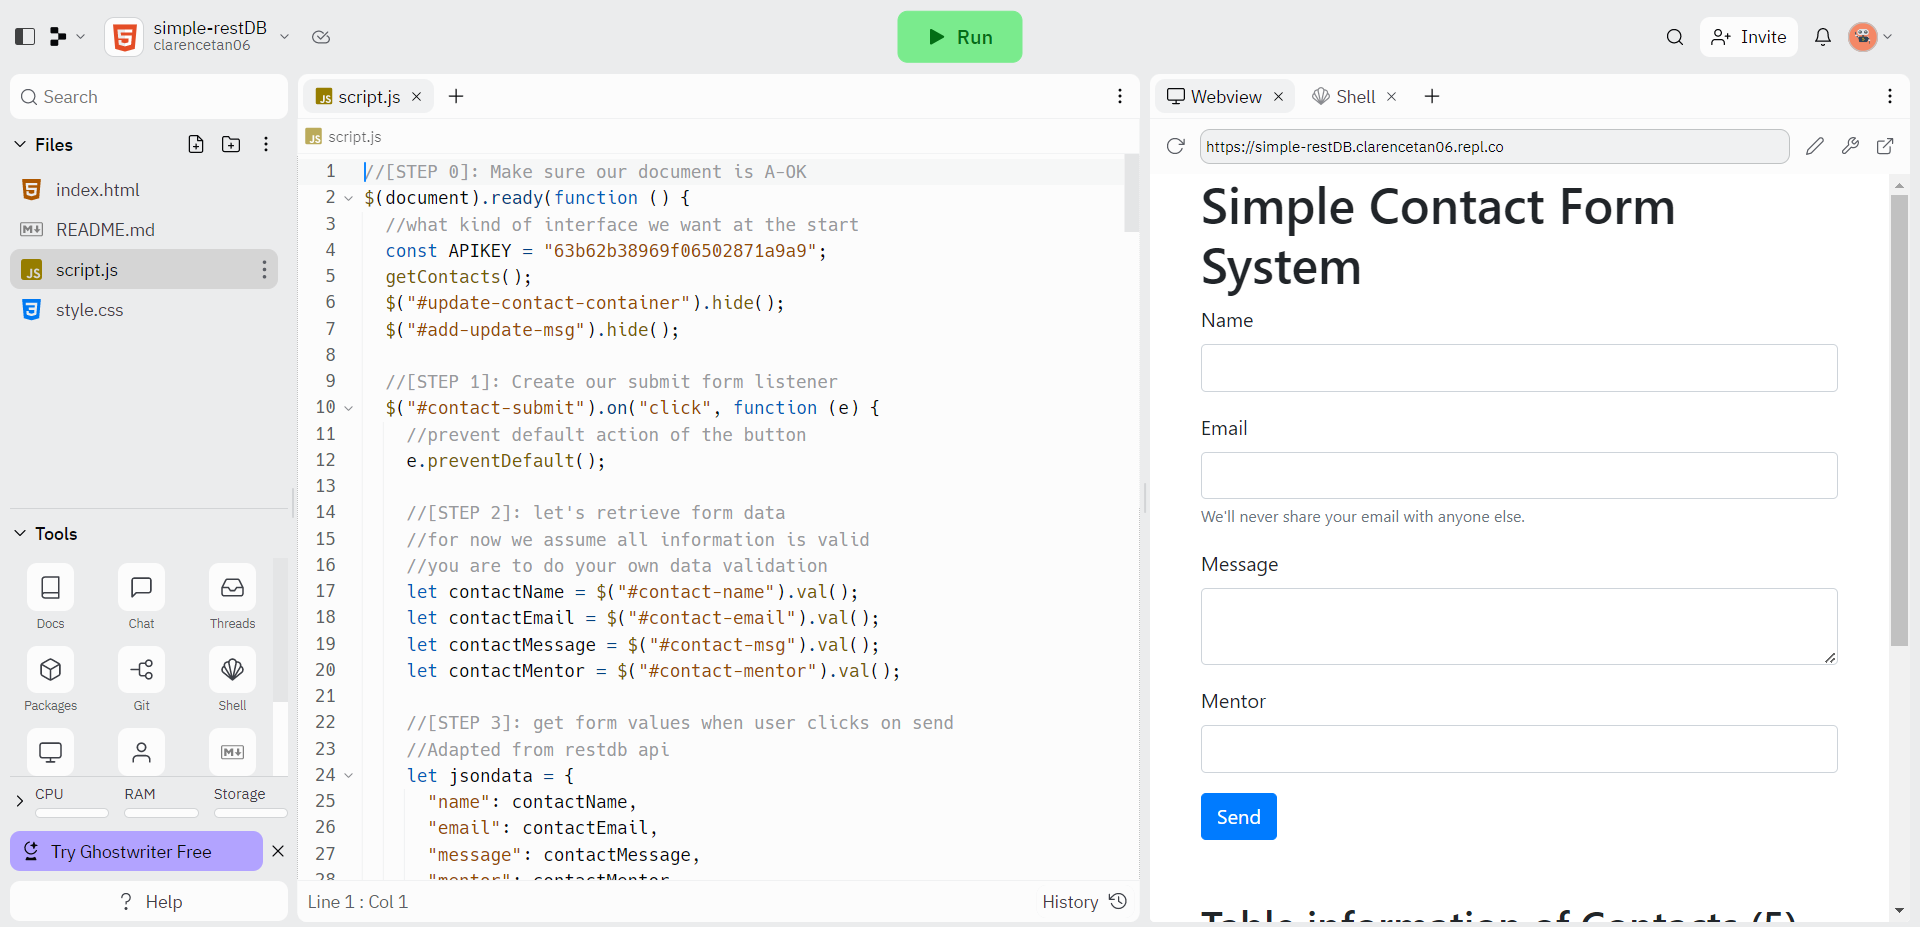 simple-restDB
clarencetan06
Run
Invite
Search
Files
index.html
README.md
script.js
style.css
Tools
Docs
Chat
Threads
Packages
Git
Shell
CPU
RAM
Storage
Try Ghostwriter Free
? Help
script.js
script.js
1 //[STEP 0]: Make sure our document is A-OK
2 $(document).ready(function () {
3 //what kind of interface we want at the start
4 const APIKEY = "63b62b38969f06502871a9a9";
5 getContacts();
6 $("#update-contact-container").hide();
7 $("#add-update-msg").hide();
8
9 //[STEP 1]: Create our submit form listener
10 $("#contact-submit").on("click", function (e) {
11 //prevent default action of the button
12 e.preventDefault();
13
14 //[STEP 2]: let's retrieve form data
15 //for now we assume all information is valid
16 //you are to do your own data validation
17 let contactName = $("#contact-name").val();
18 let contactEmail = $("#contact-email").val();
19 let contactMessage = $("#contact-msg").val();
20 let contactMentor = $("#contact-mentor").val();
21
22 //[STEP 3]: get form values when user clicks on send
23 //Adapted from restdb api
24 let jsondata = {
25 "name": contactName,
26 "email": contactEmail,
27 "message": contactMessage,
28 "mentor": contactMentor
Line 1 : Col 1
History
Webview
Shell
https://simple-restDB.clarencetan06.repl.co
Simple Contact Form
System
Name
Email
We'll never share your email with anyone else.
Message
Mentor
Send
Table information of Contacts (5)